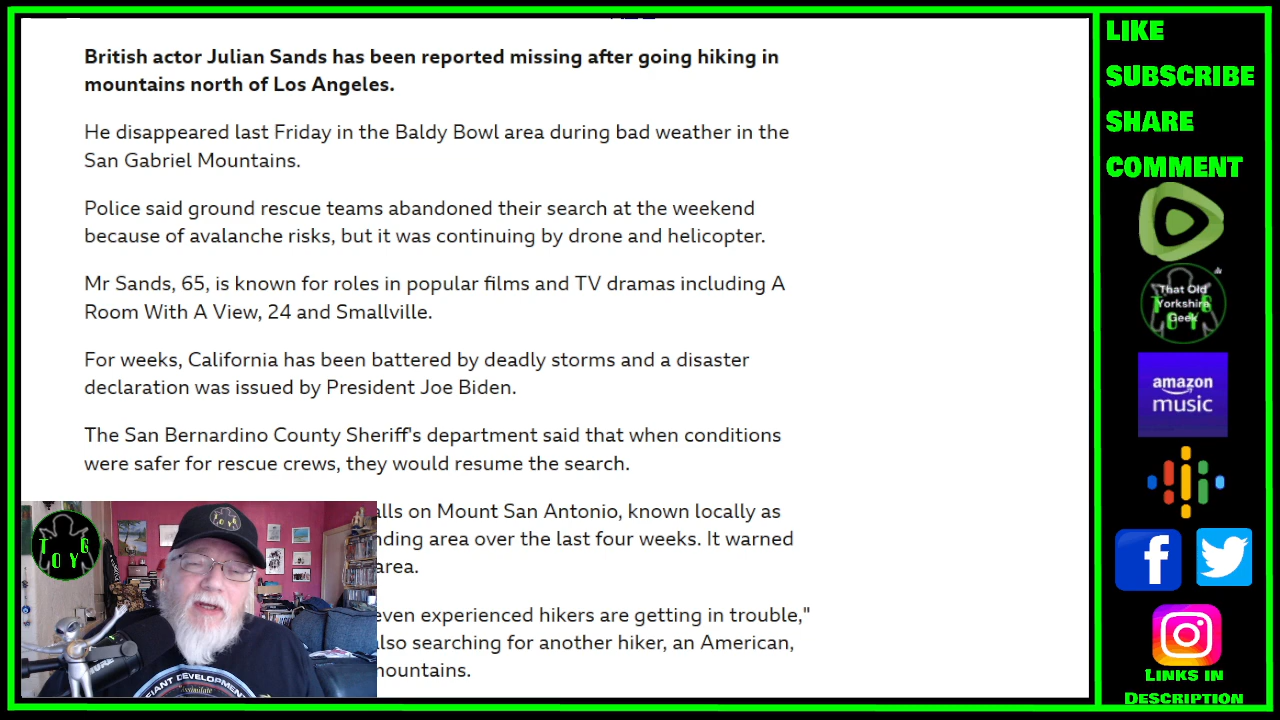 British actor Julian Sands has been reported missing after going hiking in
mountains north of Los Angeles.
He disappeared last Friday in the Baldy Bowl area during bad weather in the
San Gabriel Mountains.
Police said ground rescue teams abandoned their search at the weekend
because of avalanche risks, but it was continuing by drone and helicopter.
Mr Sands, 65, is known for roles in popular films and TV dramas including A
Room With A View, 24 and Smallville.
For weeks, California has been battered by deadly storms and a disaster
declaration was issued by President Joe Biden.
The San Bernardino County Sheriff's department said that when conditions
were safer for rescue crews, they would resume the search.
alls on Mount San Antonio, known locally as
nding area over the last four weeks. It warned
area.
even experienced hikers are getting in trouble,"
also searching for another hiker, an American,
mountains.
T G
O Y
TOYG
SHURE
FIANT DEVELOPMENT
LIKE
SUBSCRIBE
SHARE
COMMENT
That Old
Yorkshire
Geek
amazon
music
f
LINKS IN
DESCRIPTION